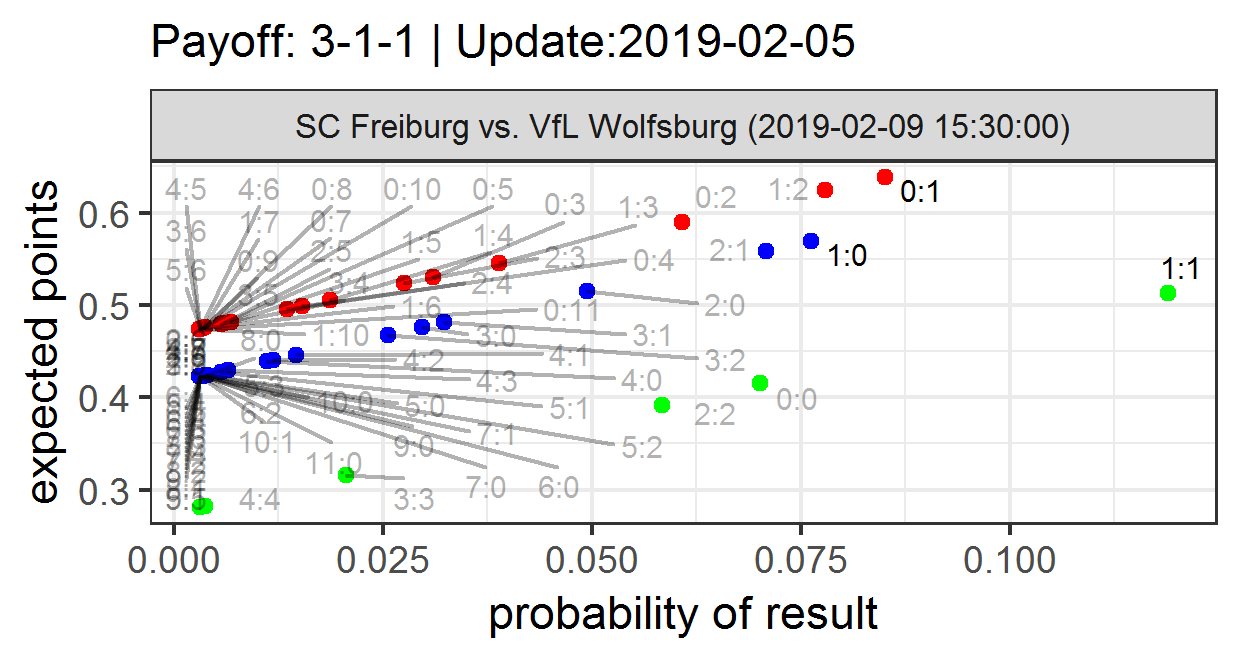 Payoff: 3-1-1 | Update:2019-02-05
SC Freiburg vs. VfL Wolfsburg (2019-02-09 15:30:00)
expected points
0.6
0.5
0.4
0.3
4:5 4:6 0:8 0:10 0:5 0:3 1:3 0:2 1:2 0:1
3:6 1:7 0:7 1:5 1:4 2:1 1:0 1:1
5:6 0:9 2:5 2:3 0:4
3:5 3:4 2:4 2:0
1:6 0:11
8:0 1:10 3:0 3:1
4:2 4:1 3:2
5:3 4:3 4:0 0:0
6:2 10:0 5:0 5:1 2:2
10:1 9:0 7:1 5:2
11:0 7:0 6:0
4:4 3:3
0.000 0.025 0.050 0.075 0.100
probability of result